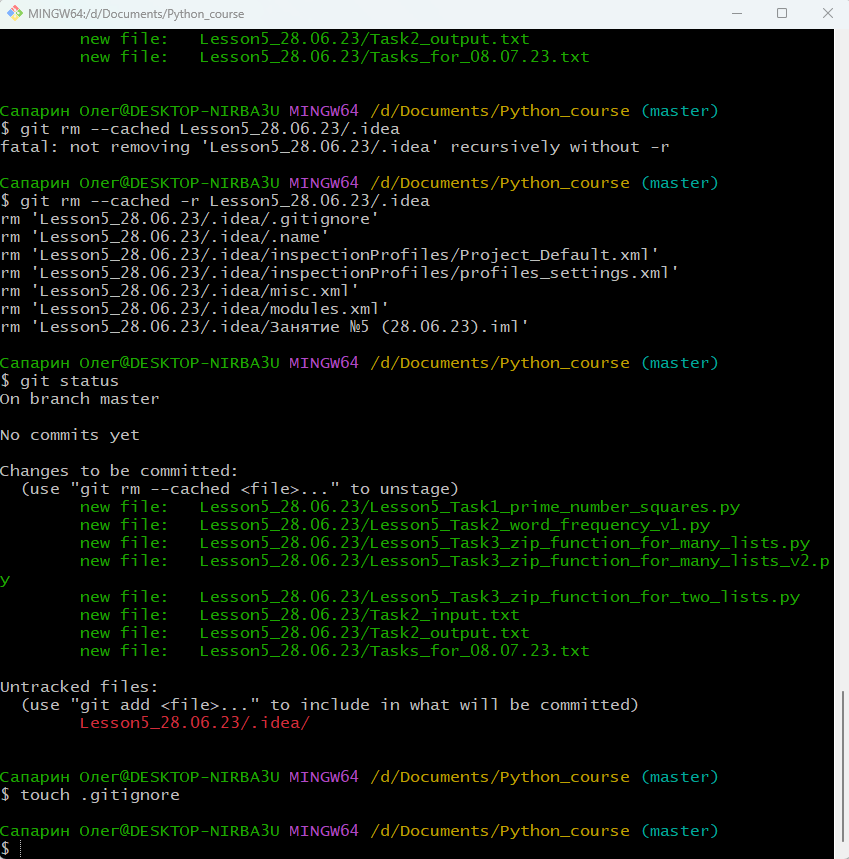 MINGW64:/d/Documents/Python_course
new file:   Lesson5_28.06.23/Task2_output.txt
new file:   Lesson5_28.06.23/Tasks_for_08.07.23.txt
Сапарин Олег@DESKTOP-NIRBA3U MINGW64 /d/Documents/Python_course (master)
$ git rm --cached Lesson5_28.06.23/.idea
fatal: not removing 'Lesson5_28.06.23/.idea' recursively without -r
Сапарин Олег@DESKTOP-NIRBA3U MINGW64 /d/Documents/Python_course (master)
$ git rm --cached -r Lesson5_28.06.23/.idea
rm 'Lesson5_28.06.23/.idea/.gitignore'
rm 'Lesson5_28.06.23/.idea/.name'
rm 'Lesson5_28.06.23/.idea/inspectionProfiles/Project_Default.xml'
rm 'Lesson5_28.06.23/.idea/inspectionProfiles/profiles_settings.xml'
rm 'Lesson5_28.06.23/.idea/misc.xml'
rm 'Lesson5_28.06.23/.idea/modules.xml'
rm 'Lesson5_28.06.23/.idea/Занятие №5 (28.06.23).iml'
Сапарин Олег@DESKTOP-NIRBA3U MINGW64 /d/Documents/Python_course (master)
$ git status
On branch master
No commits yet
Changes to be committed:
(use "git rm --cached <file>..." to unstage)
new file:   Lesson5_28.06.23/Lesson5_Task1_prime_number_squares.py
new file:   Lesson5_28.06.23/Lesson5_Task2_word_frequency_v1.py
new file:   Lesson5_28.06.23/Lesson5_Task3_zip_function_for_many_lists.py
new file:   Lesson5_28.06.23/Lesson5_Task3_zip_function_for_many_lists_v2.p
y
new file:   Lesson5_28.06.23/Lesson5_Task3_zip_function_for_two_lists.py
new file:   Lesson5_28.06.23/Task2_input.txt
new file:   Lesson5_28.06.23/Task2_output.txt
new file:   Lesson5_28.06.23/Tasks_for_08.07.23.txt
Untracked files:
(use "git add <file>..." to include in what will be committed)
Lesson5_28.06.23/.idea/
Сапарин Олег@DESKTOP-NIRBA3U MINGW64 /d/Documents/Python_course (master)
$ touch .gitignore
Сапарин Олег@DESKTOP-NIRBA3U MINGW64 /d/Documents/Python_course (master)
$